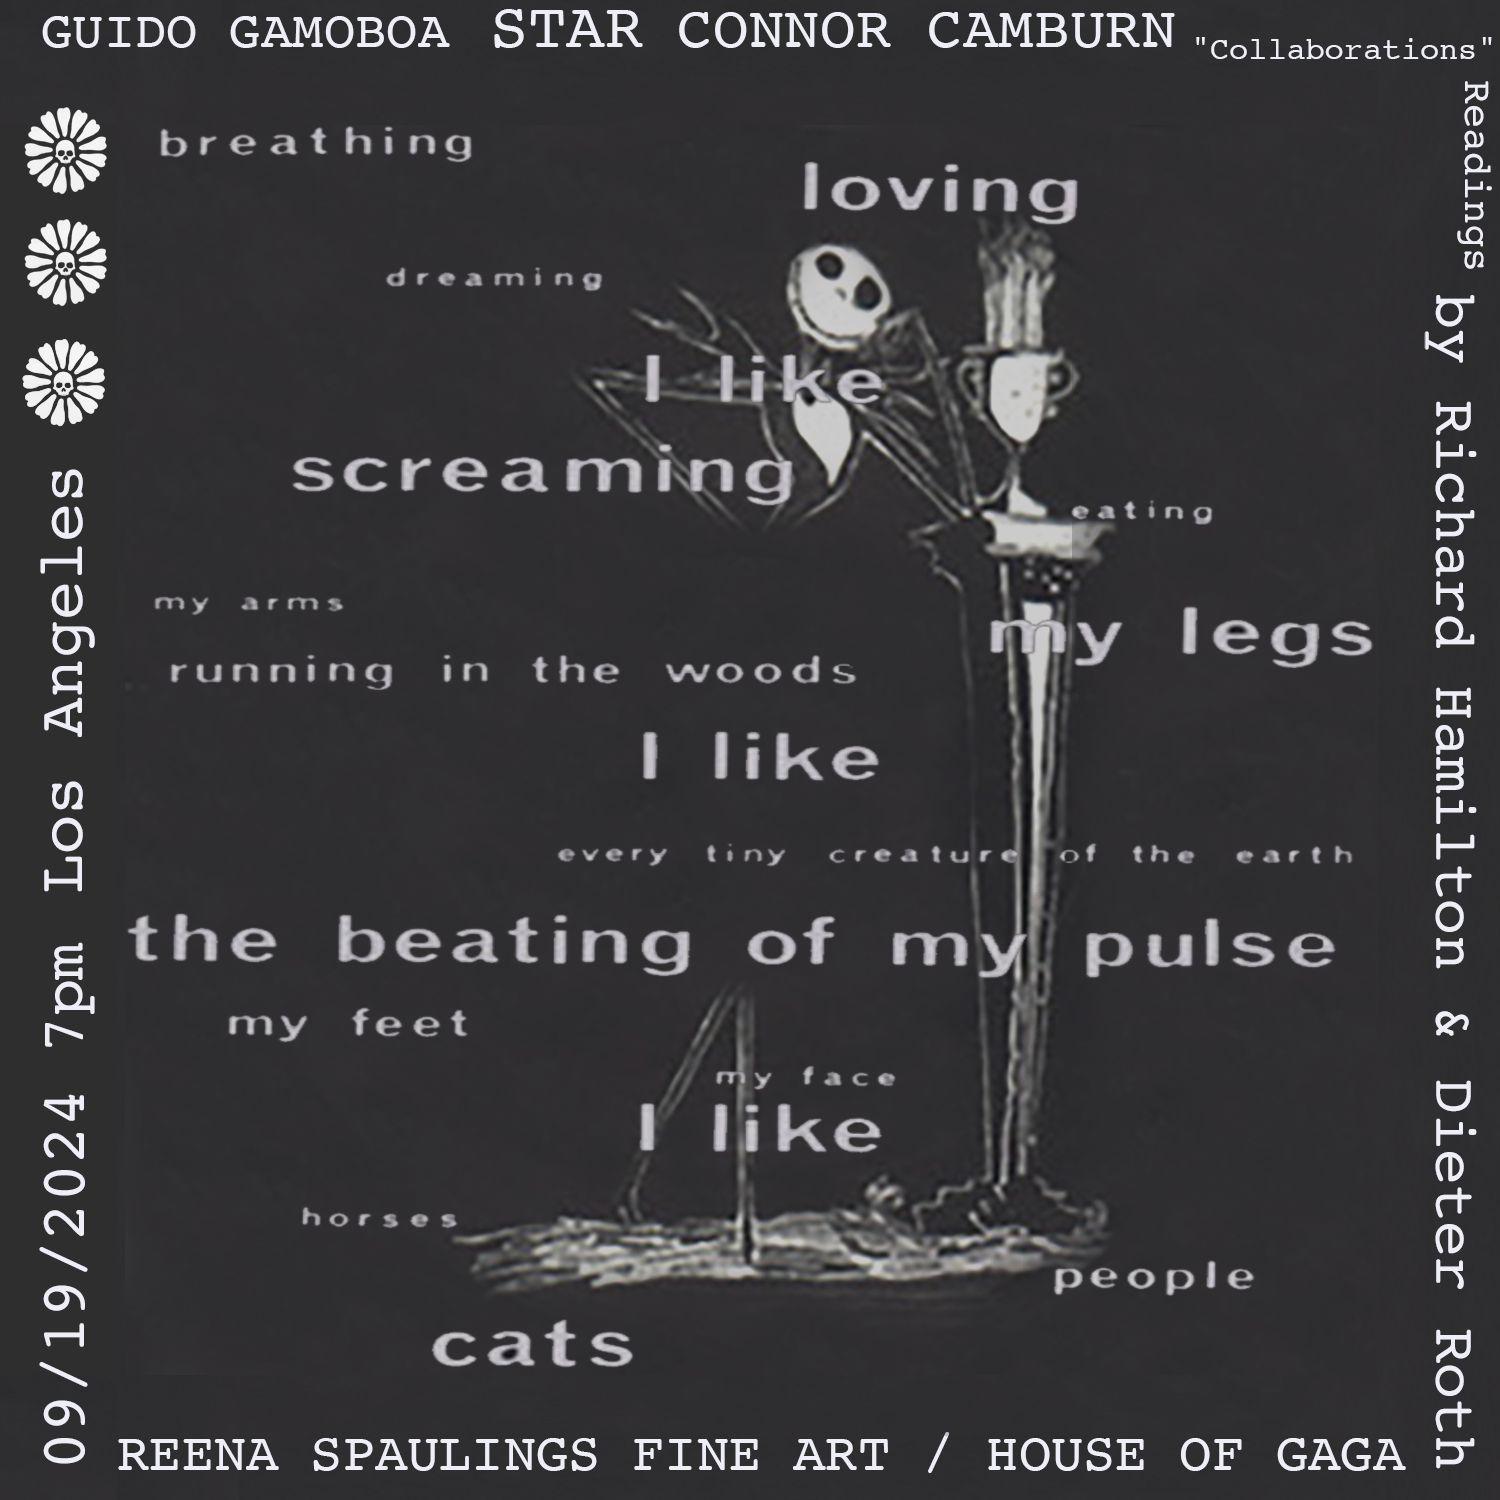 GUIDO GAMOBOA STAR CONNOR CAMBURN "Collaborations"
Readings by Richard Hamilton & Dieter Roth
breathing
loving
dreaming
I like
screaming
eating
my arms
my legs
running in the woods
I like
every tiny creature of the earth
the beating of my pulse
my feet
my face
I like
horses
people
cats
09/19/2024 7pm Los Angeles
REENA SPAULINGS FINE ART / HOUSE OF GAGA